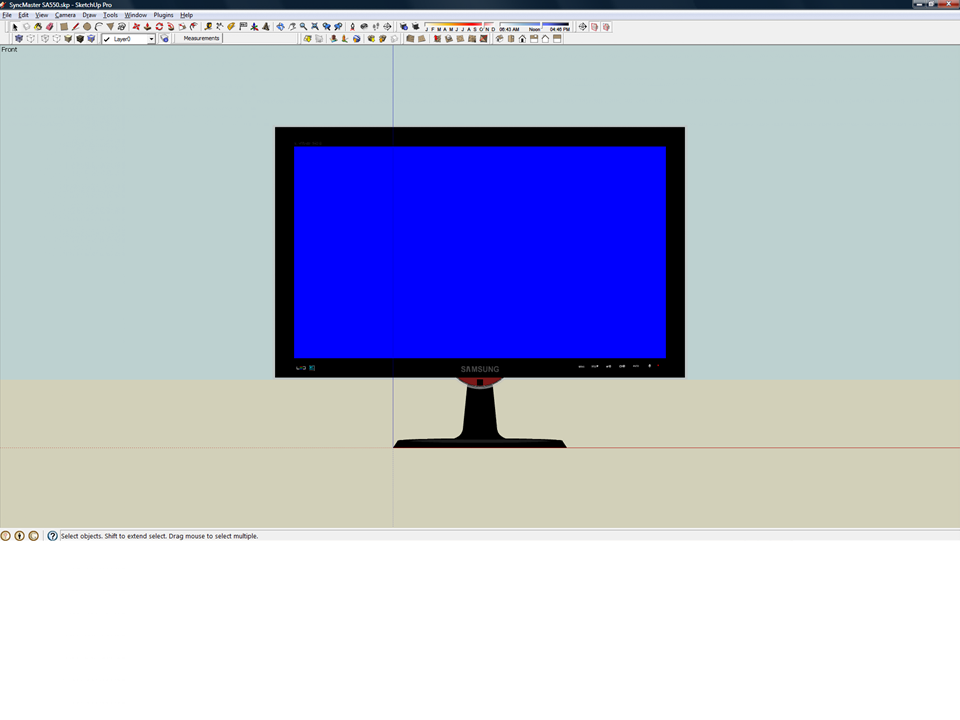 SyncMaster SA550.skp - SketchUp Pro
File Edit View Camera Draw Tools Window Plugins Help
J F M A M J J A S O N D 06:43 AM Noon 04:46 PM
Layer0 Measurements
Front
SAMSUNG
Select objects. Shift to extend select. Drag mouse to select multiple.